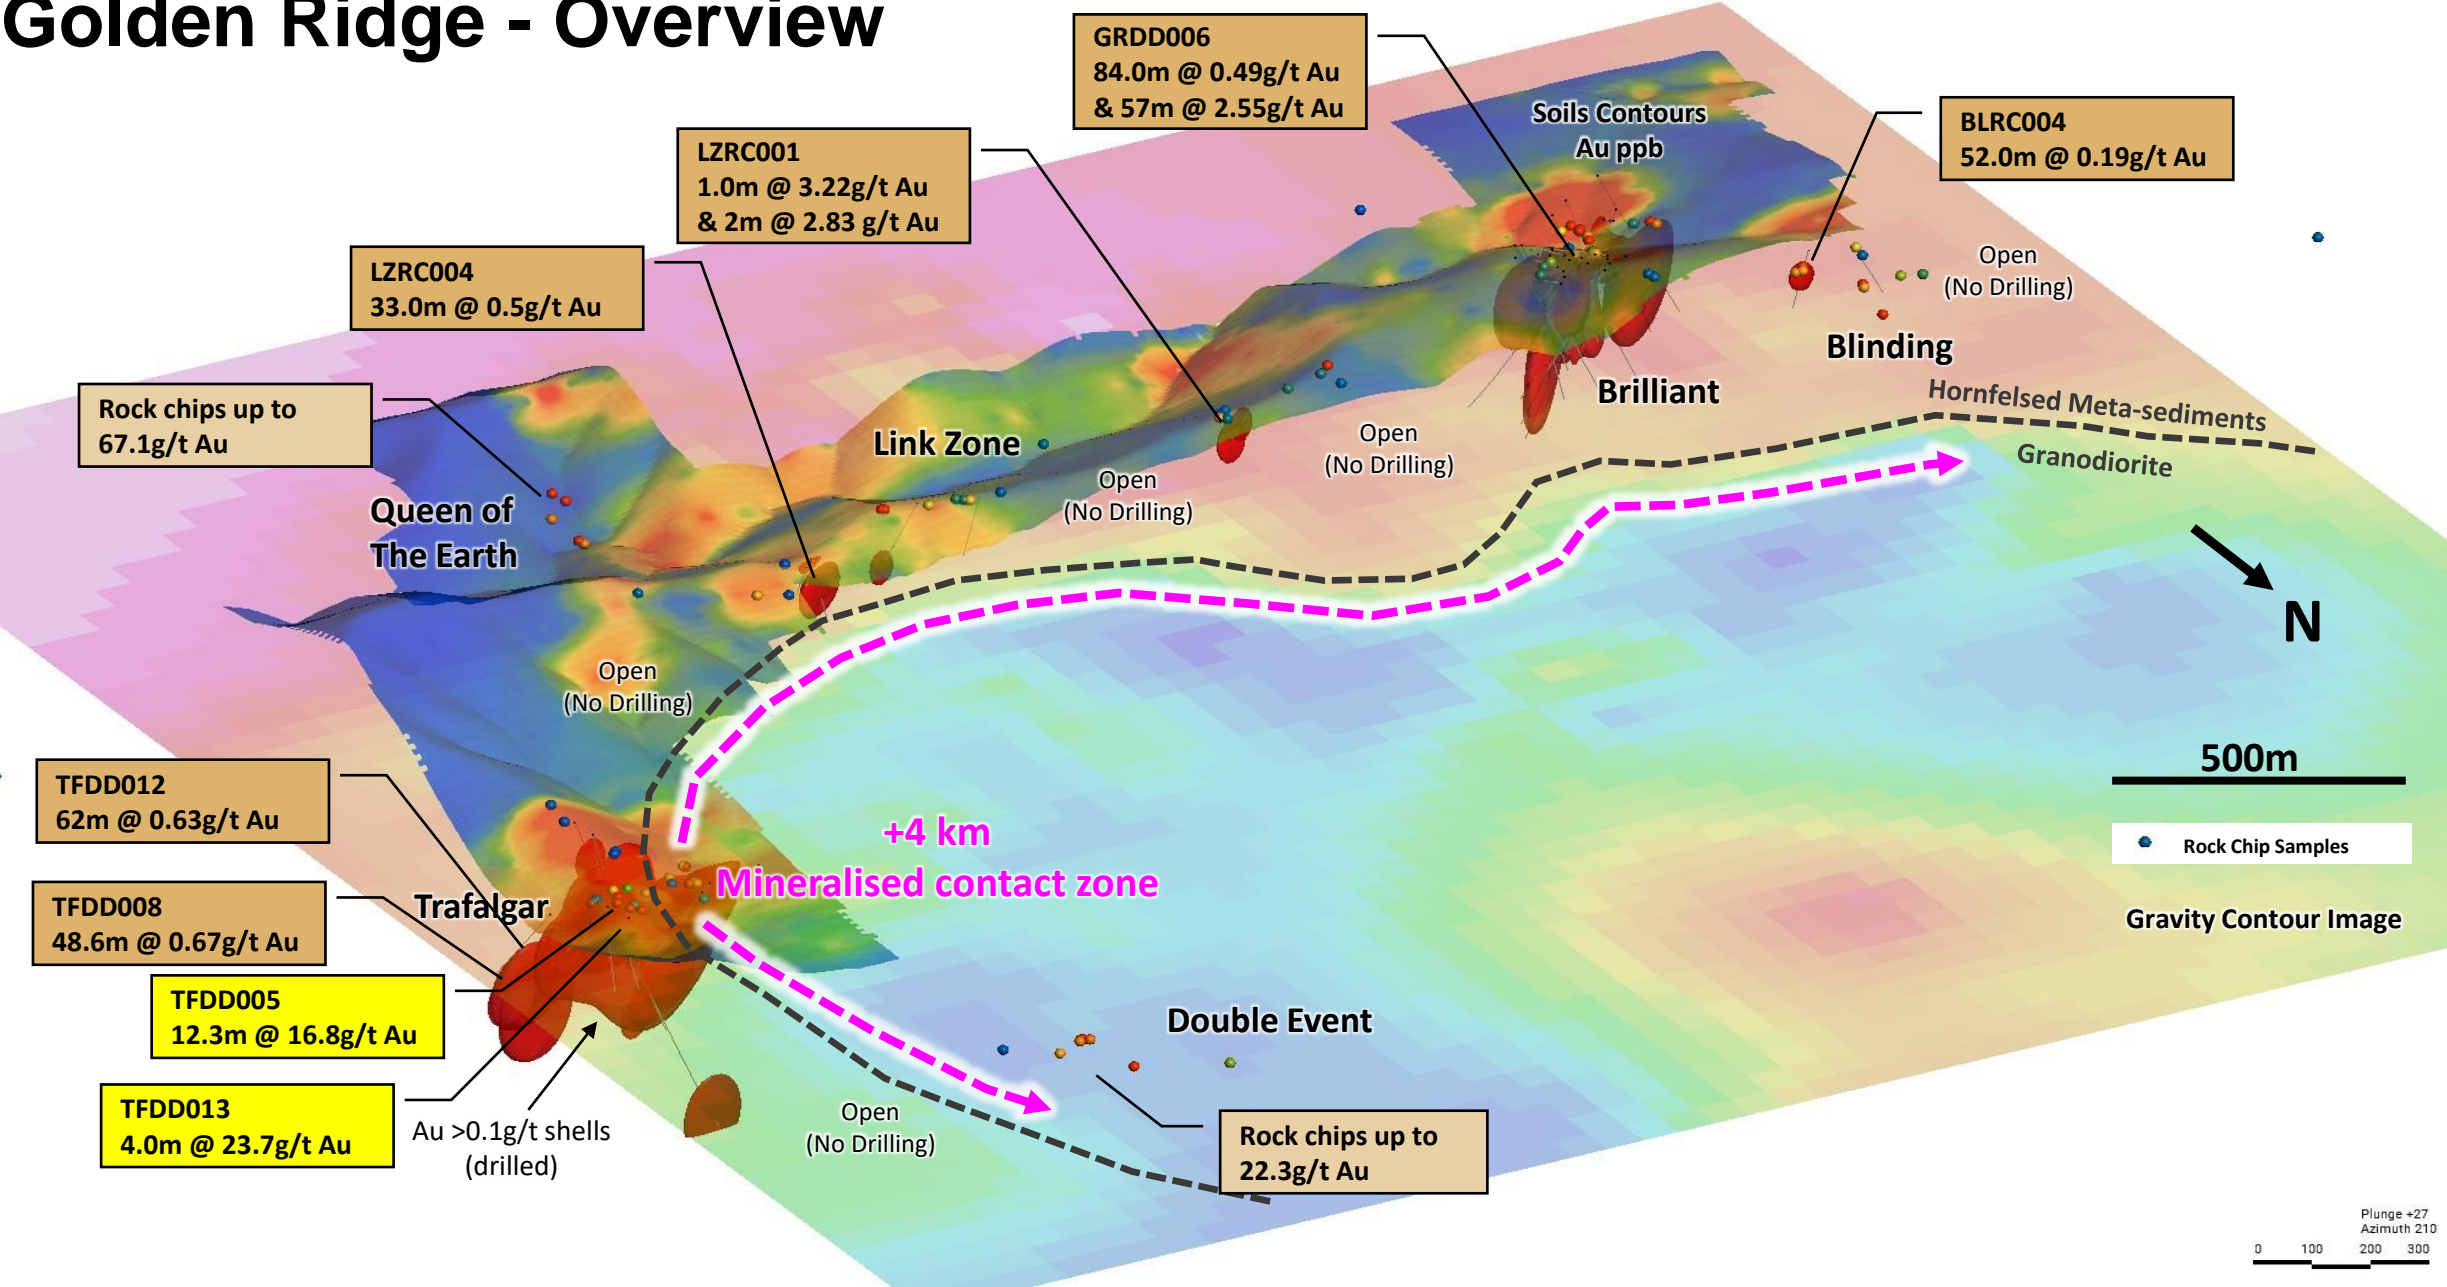 Golden Ridge - Overview
GRDD006
84.0m @ 0.49g/t Au
& 57m @ 2.55g/t Au
Soils Contours
Au ppb
BLRC004
52.0m @ 0.19g/t Au
LZRC001
1.0m @ 3.22g/t Au
& 2m @ 2.83 g/t Au
LZRC004
33.0m @ 0.5g/t Au
Open
(No Drilling)
Blinding
Rock chips up to
67.1g/t Au
Brilliant
Hornfelsed Meta-sediments
Granodiorite
Link Zone
Open
(No Drilling)
Open
(No Drilling)
Queen of
The Earth
N
Open
(No Drilling)
500m
TFDD012
62m @ 0.63g/t Au
+4 km
Mineralised contact zone
Rock Chip Samples
TFDD008
48.6m @ 0.67g/t Au
Trafalgar
Gravity Contour Image
TFDD005
12.3m @ 16.8g/t Au
Double Event
TFDD013
4.0m @ 23.7g/t Au
Au >0.1g/t shells
(drilled)
Open
(No Drilling)
Rock chips up to
22.3g/t Au
Plunge +27
Azimuth 210
0 100 200 300